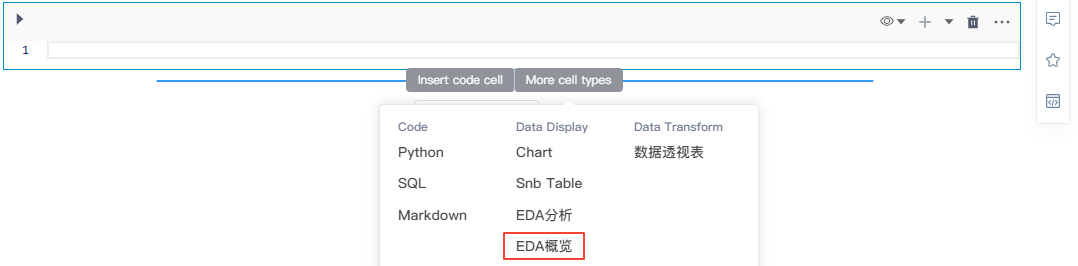 1
Insert code cell More cell types
Code Data Display Data Transform
Python Chart 数据透视表
SQL Snb Table
Markdown EDA分析
EDA概览